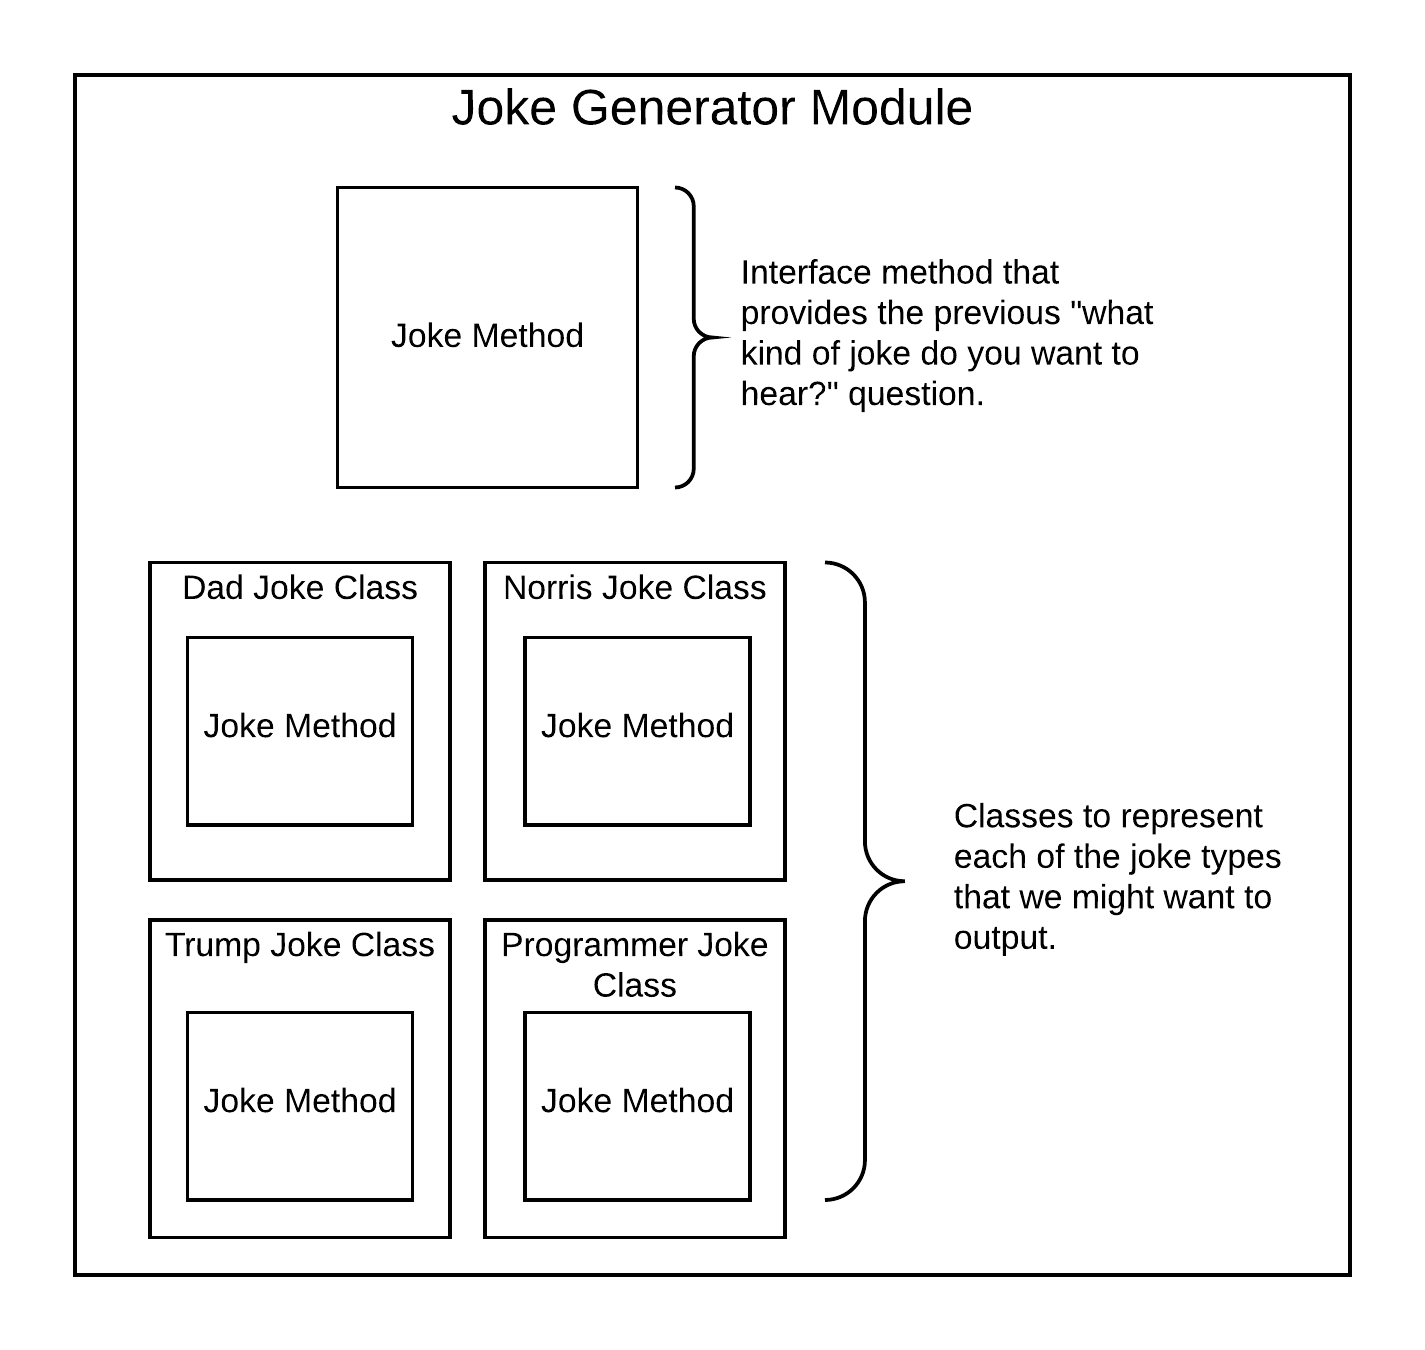 Joke Generator Module
Joke Method
Interface method that
provides the previous "what
kind of joke do you want to
hear?" question.
Dad Joke Class
Joke Method
Norris Joke Class
Joke Method
Trump Joke Class
Joke Method
Programmer Joke
Class
Joke Method
Classes to represent
each of the joke types
that we might want to
output.